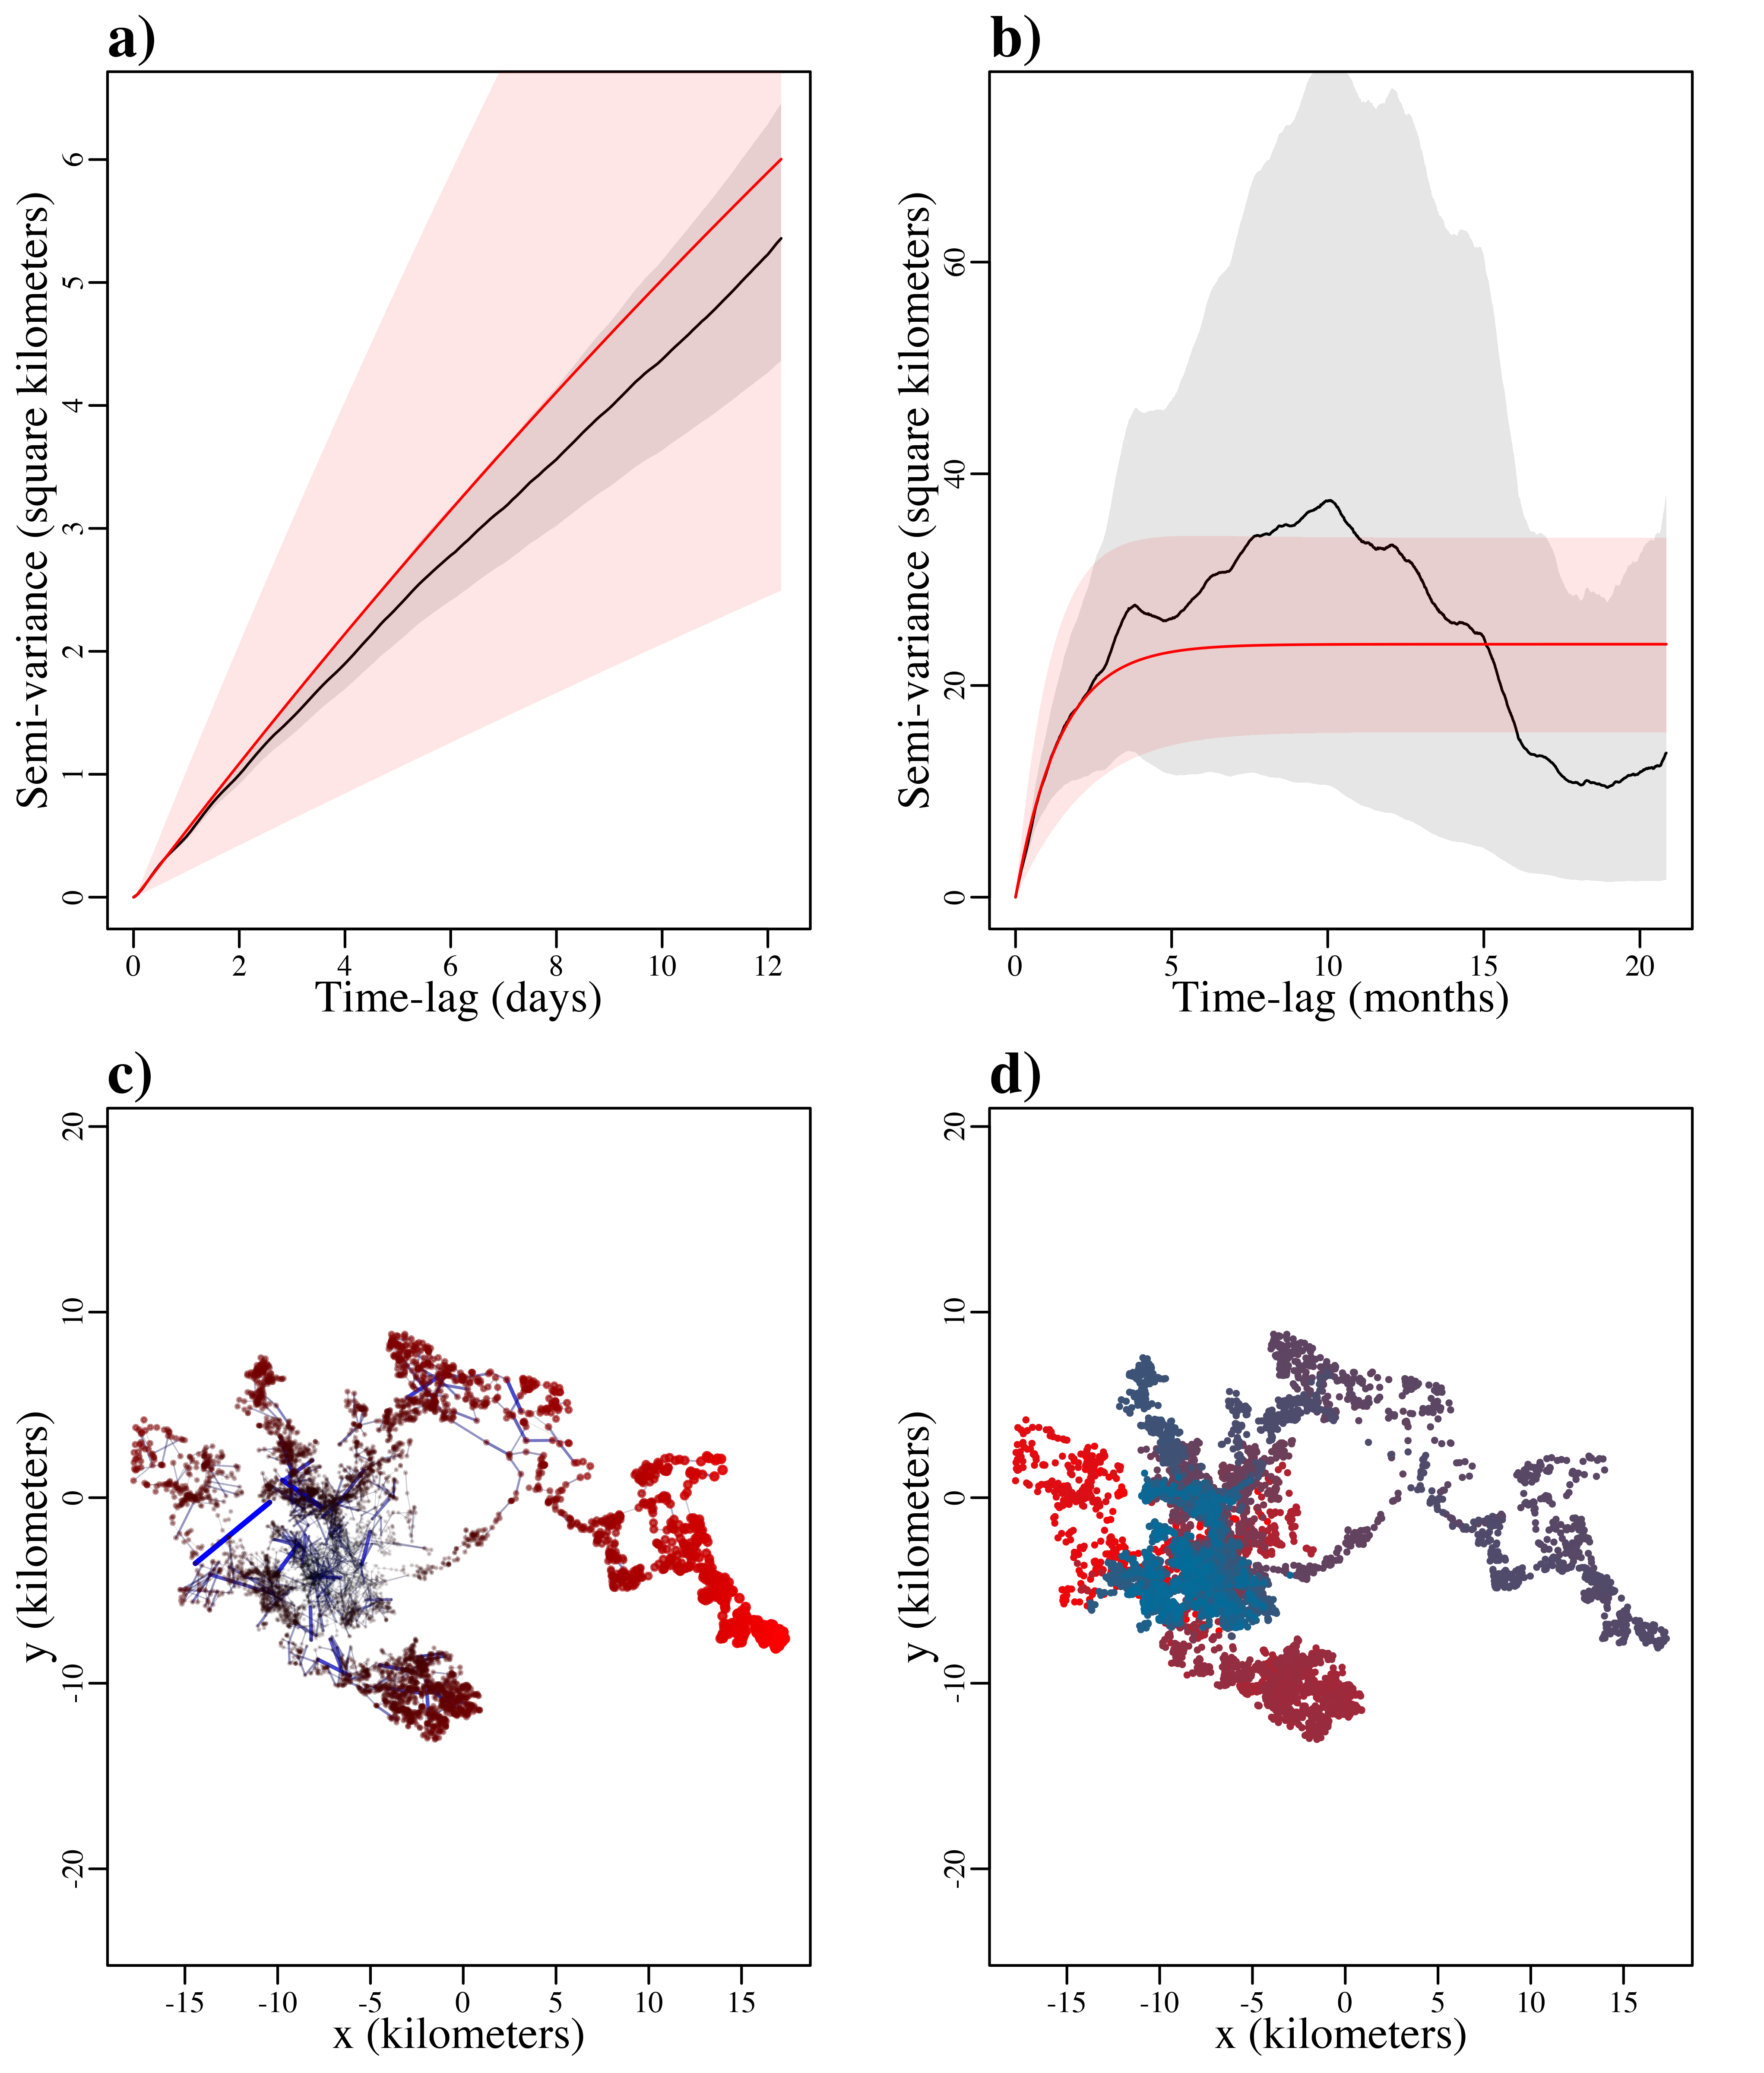 a)
Semi-variance (square kilometers)
0 1 2 3 4 5 6
0 2 4 6 8 10 12
Time-lag (days)
b)
Semi-variance (square kilometers)
0 20 40 60
0 5 10 15 20
Time-lag (months)
c)
y (kilometers)
-20 -10 0 10 20
-15 -10 -5 0 5 10 15
x (kilometers)
d)
y (kilometers)
-20 -10 0 10 20
-15 -10 -5 0 5 10 15
x (kilometers)